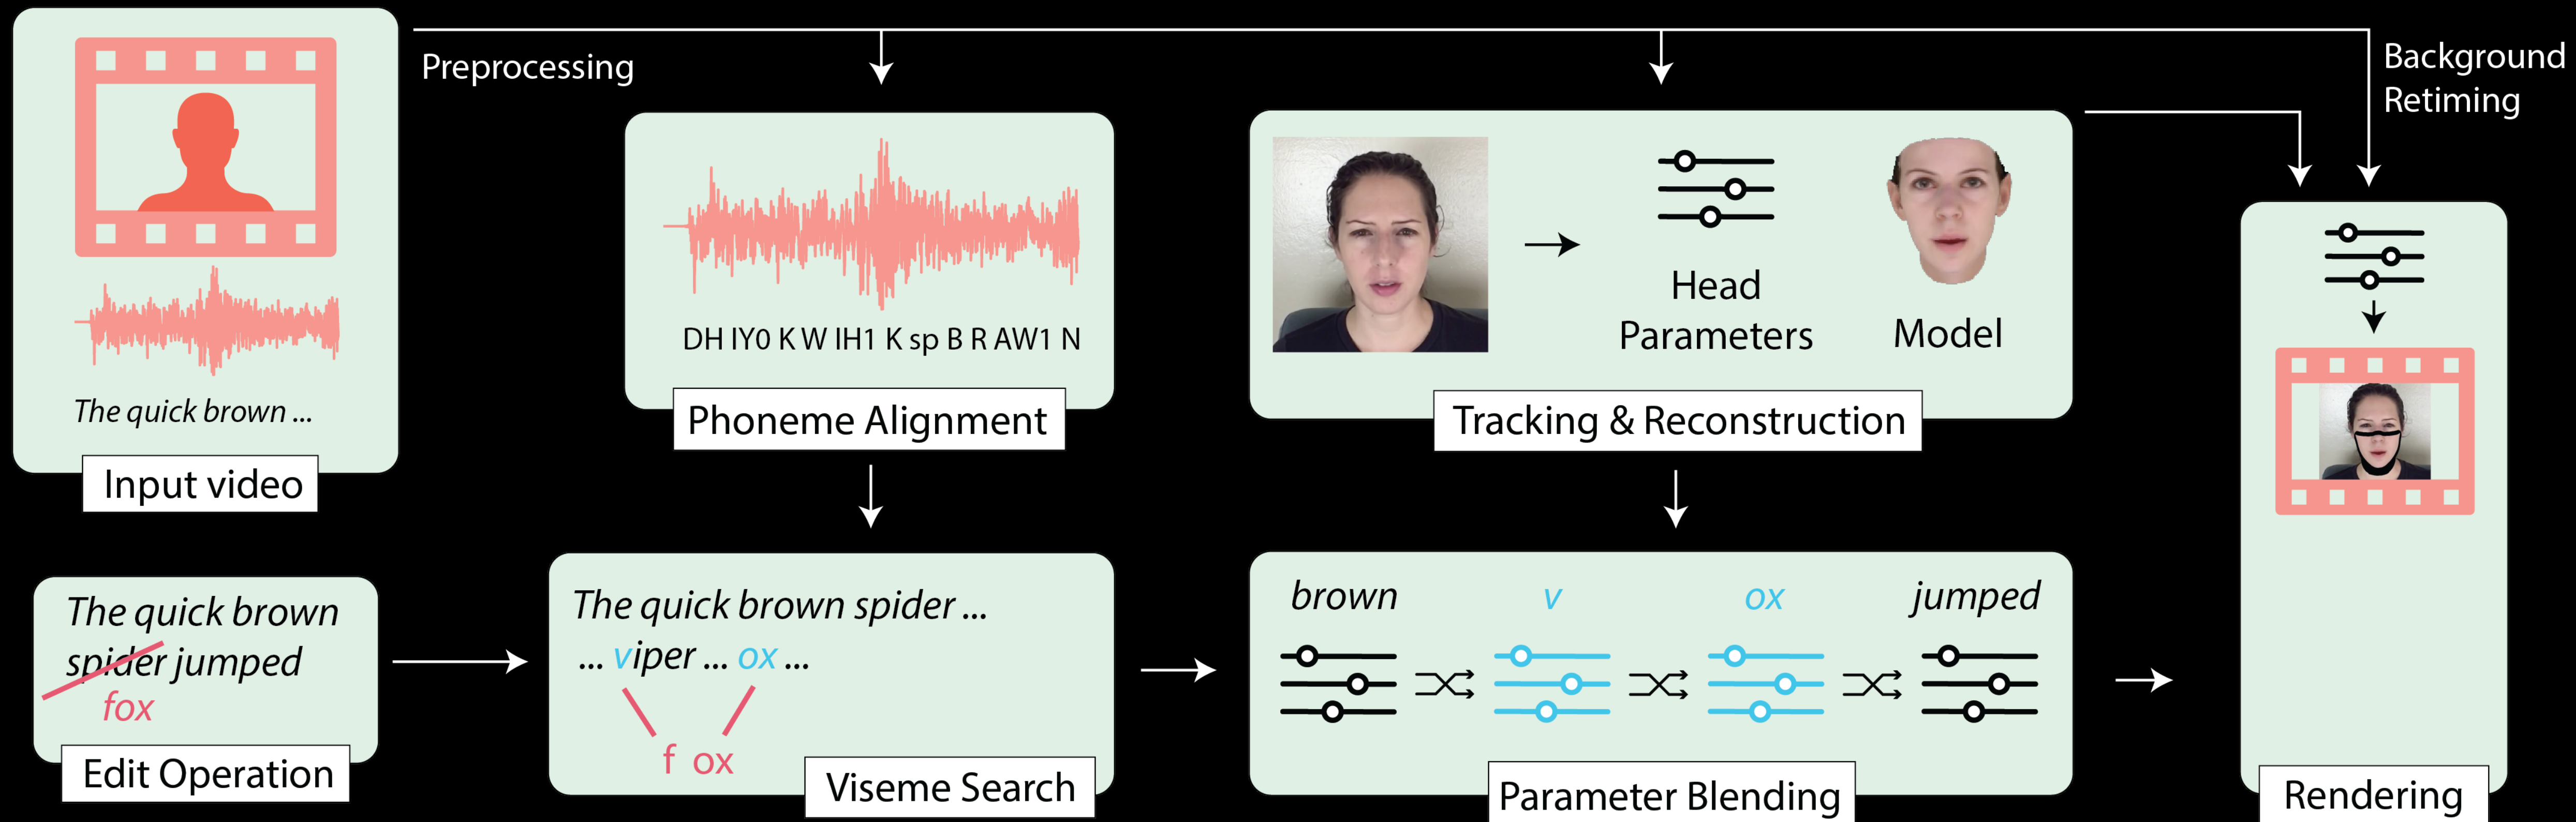 The quick brown ...
Input video
Preprocessing
DH IY0 K W IH1 K sp B R AW1 N
Phoneme Alignment
Head
Parameters
Model
Tracking & Reconstruction
Background
Retiming
The quick brown
spider jumped
fox
Edit Operation
The quick brown spider ...
... viper ... ox ...
f ox
Viseme Search
brown v ox jumped
Parameter Blending
Rendering